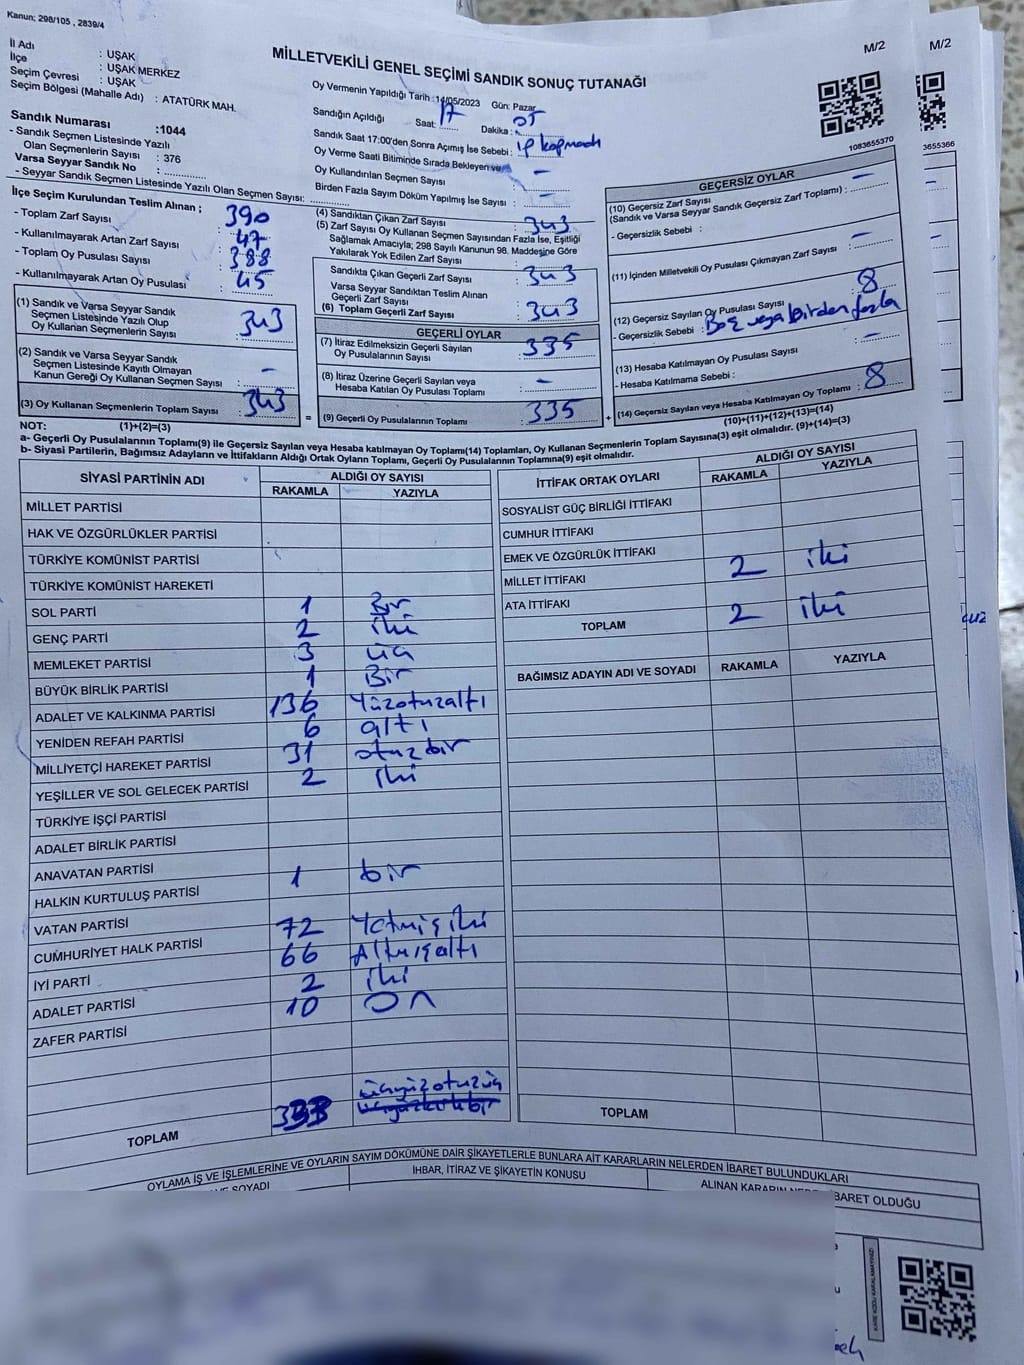 Kanun; 298/105 , 2839/4
M/2
M/2
MİLLETVEKİLİ GENEL SEÇİMİ SANDIK SONUÇ TUTANAĞI
İl Adı : UŞAK
İlçe : UŞAK MERKEZ
Seçim Çevresi : UŞAK
Seçim Bölgesi (Mahalle Adı) : ATATÜRK MAH.
Sandık Numarası :1044
- Sandık Seçmen Listesinde Yazılı
Olan Seçmenlerin Sayısı : 376
Varsa Seyyar Sandık No :
- Seyyar Sandık Seçmen Listesinde Yazılı Olan Seçmen Sayısı:
Oy Vermenin Yapıldığı Tarih :14/05/2023 Gün: Pazar
Sandığın Açıldığı Saat: 17 Dakika : 05
Sandık Saat 17:00'den Sonra Açımış İse Sebebi : ip kopmadı
Oy Verme Saati Bitiminde Sırada Bekleyen ve
Oy Kullandırılan Seçmen Sayısı : -
Birden Fazla Sayım Döküm Yapılmış İse Sayısı : -
1083655370
3655366
İlçe Seçim Kurulundan Teslim Alınan ;
- Toplam Zarf Sayısı : 390
- Kullanılmayarak Artan Zarf Sayısı : 47
- Toplam Oy Pusulası Sayısı : 388
- Kullanılmayarak Artan Oy Pusulası : 45
(1) Sandık ve Varsa Seyyar Sandık
Seçmen Listesinde Yazılı Olup
Oy Kullanan Seçmenlerin Sayısı : 343
(2) Sandık ve Varsa Seyyar Sandık
Seçmen Listesinde Kayıtlı Olmayan
Kanun Gereği Oy Kullanan Seçmen Sayısı : -
(3) Oy Kullanan Seçmenlerin Toplam Sayısı : 343
(1)+(2)=(3)
(4) Sandıktan Çıkan Zarf Sayısı : 343
(5) Zarf Sayısı Oy Kullanan Seçmen Sayısından Fazla İse, Eşitliği
Sağlamak Amacıyla; 298 Sayılı Kanunun 98. Maddesine Göre
Yakılarak Yok Edilen Zarf Sayısı :
Sandıkta Çıkan Geçerli Zarf Sayısı : 343
Varsa Seyyar Sandıktan Teslim Alınan
Geçerli Zarf Sayısı :
(6) Toplam Geçerli Zarf Sayısı : 343
GEÇERLİ OYLAR
(7) İtiraz Edilmeksizin Geçerli Sayılan
Oy Pusulalarının Sayısı : 335
(8) İtiraz Üzerine Geçerli Sayılan veya
Hesaba Katılan Oy Pusulası Toplamı : -
= (9) Geçerli Oy Pusulalarının Toplamı : 335 +
GEÇERSİZ OYLAR
(10) Geçersiz Zarf Sayısı
(Sandık ve Varsa Seyyar Sandık Geçersiz Zarf Toplamı) : -
- Geçersizlik Sebebi :
(11) İçinden Milletvekili Oy Pusulası Çıkmayan Zarf Sayısı : -
(12) Geçersiz Sayılan Oy Pusulası Sayısı : 8
- Geçersizlik Sebebi : Boş veya birden fazla
(13) Hesaba Katılmayan Oy Pusulası Sayısı : -
- Hesaba Katılmama Sebebi :
(14) Geçersiz Sayılan veya Hesaba Katılmayan Oy Toplamı : 8
(10)+(11)+(12)+(13)=(14)
NOT:
a- Geçerli Oy Pusulalarının Toplamı(9) ile Geçersiz Sayılan veya Hesaba katılmayan Oy Toplamı(14) Toplamları, Oy Kullanan Seçmenlerin Toplam Sayısına(3) eşit olmalıdır. (9)+(14)=(3)
b- Siyasi Partilerin, Bağımsız Adayların ve İttifakların Aldığı Ortak Oyların Toplamı, Geçerli Oy Pusulalarının Toplamına(9) eşit olmalıdır.
SİYASİ PARTİNİN ADI ALDIĞI OY SAYISI
RAKAMLA YAZIYLA
MİLLET PARTİSİ
HAK VE ÖZGÜRLÜKLER PARTİSİ
TÜRKİYE KOMÜNİST PARTİSİ
TÜRKİYE KOMÜNİST HAREKETİ
SOL PARTİ 1 Bir
GENÇ PARTİ 2 iki
MEMLEKET PARTİSİ 3 üç
BÜYÜK BİRLİK PARTİSİ 1 Bir
ADALET VE KALKINMA PARTİSİ 136 Yüzotuzaltı
YENİDEN REFAH PARTİSİ 6 altı
MİLLİYETÇİ HAREKET PARTİSİ 31 otuzbir
YEŞİLLER VE SOL GELECEK PARTİSİ 2 iki
TÜRKİYE İŞÇİ PARTİSİ
ADALET BİRLİK PARTİSİ
ANAVATAN PARTİSİ
HALKIN KURTULUŞ PARTİSİ 1 bir
VATAN PARTİSİ
CUMHURİYET HALK PARTİSİ 72 Yetmişiki
İYİ PARTİ 66 Altmışaltı
ADALET PARTİSİ 2 iki
ZAFER PARTİSİ 10 On
TOPLAM 333 üçyüzotuzüç
İTTİFAK ORTAK OYLARI ALDIĞI OY SAYISI
RAKAMLA YAZIYLA
SOSYALİST GÜÇ BİRLİĞİ İTTİFAKI
CUMHUR İTTİFAKI
EMEK VE ÖZGÜRLÜK İTTİFAKI
MİLLET İTTİFAKI 2 iki
ATA İTTİFAKI
TOPLAM 2 iki
BAĞIMSIZ ADAYIN ADI VE SOYADI RAKAMLA YAZIYLA
TOPLAM
OYLAMA İŞ VE İŞLEMLERİNE VE OYLARIN SAYIM DÖKÜMÜNE DAİR ŞİKAYETLERLE BUNLARA AİT KARARLARIN NELERDEN İBARET BULUNDUKLARI
SOYADI İHBAR, İTİRAZ VE ŞİKAYETİN KONUSU ALINAN KARARIN İBARET OLDUĞU